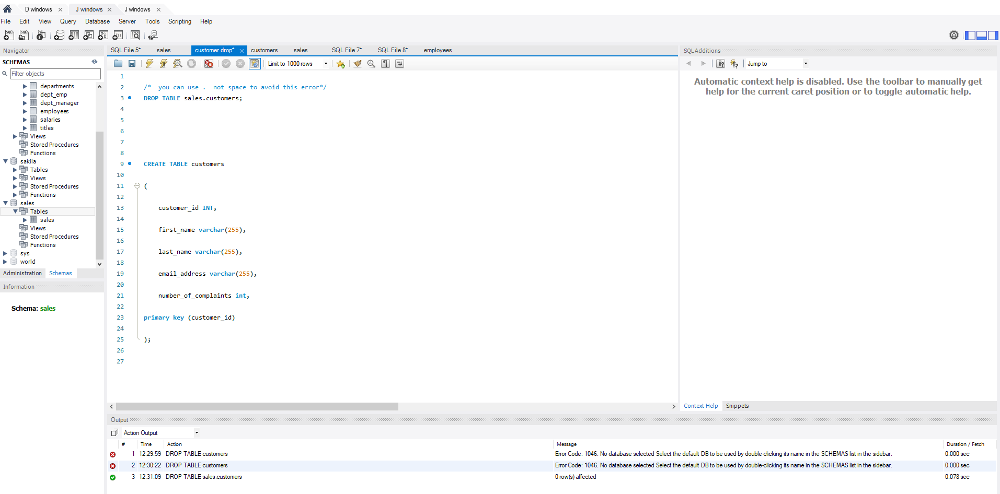 D windows
J windows
J windows
File Edit View Query Database Server Tools Scripting Help
Navigator
SCHEMAS
Filter objects
departments
dept_emp
dept_manager
employees
salaries
titles
Views
Stored Procedures
Functions
sakila
Tables
Views
Stored Procedures
Functions
sales
Tables
sales
Views
Stored Procedures
Functions
sys
world
Administration Schemas
Information
Schema: sales
SQL File 5* sales customer drop* customers sales SQL File 7* SQL File 8* employees
Limit to 1000 rows
1
2 /*  you can use .  not space to avoid this error*/
3 DROP TABLE sales.customers;
4
5
6
7
8
9 CREATE TABLE customers
10
11 (
12
13 customer_id INT,
14
15 first_name varchar(255),
16
17 last_name varchar(255),
18
19 email_address varchar(255),
20
21 number_of_complaints int,
22
23 primary key (customer_id)
24
25 );
26
27
SQLAdditions
Jump to
Automatic context help is disabled. Use the toolbar to manually get
help for the current caret position or to toggle automatic help.
Context Help Snippets
Output
Action Output
# Time Action Message Duration / Fetch
1 12:29:59 DROP TABLE customers Error Code: 1046. No database selected Select the default DB to be used by double-clicking its name in the SCHEMAS list in the sidebar. 0.000 sec
2 12:30:22 DROP TABLE customers Error Code: 1046. No database selected Select the default DB to be used by double-clicking its name in the SCHEMAS list in the sidebar. 0.000 sec
3 12:31:09 DROP TABLE sales.customers 0 row(s) affected 0.078 sec